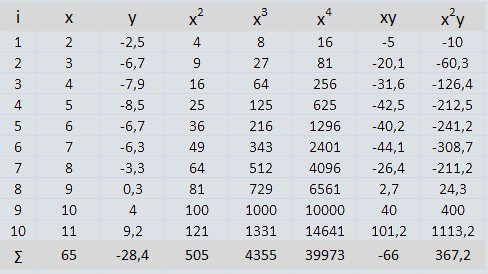 i x y x² x³ x⁴ xy x²y
1 2 -2,5 4 8 16 -5 -10
2 3 -6,7 9 27 81 -20,1 -60,3
3 4 -7,9 16 64 256 -31,6 -126,4
4 5 -8,5 25 125 625 -42,5 -212,5
5 6 -6,7 36 216 1296 -40,2 -241,2
6 7 -6,3 49 343 2401 -44,1 -308,7
7 8 -3,3 64 512 4096 -26,4 -211,2
8 9 0,3 81 729 6561 2,7 24,3
9 10 4 100 1000 10000 40 400
10 11 9,2 121 1331 14641 101,2 1113,2
Σ 65 -28,4 505 4355 39973 -66 367,2